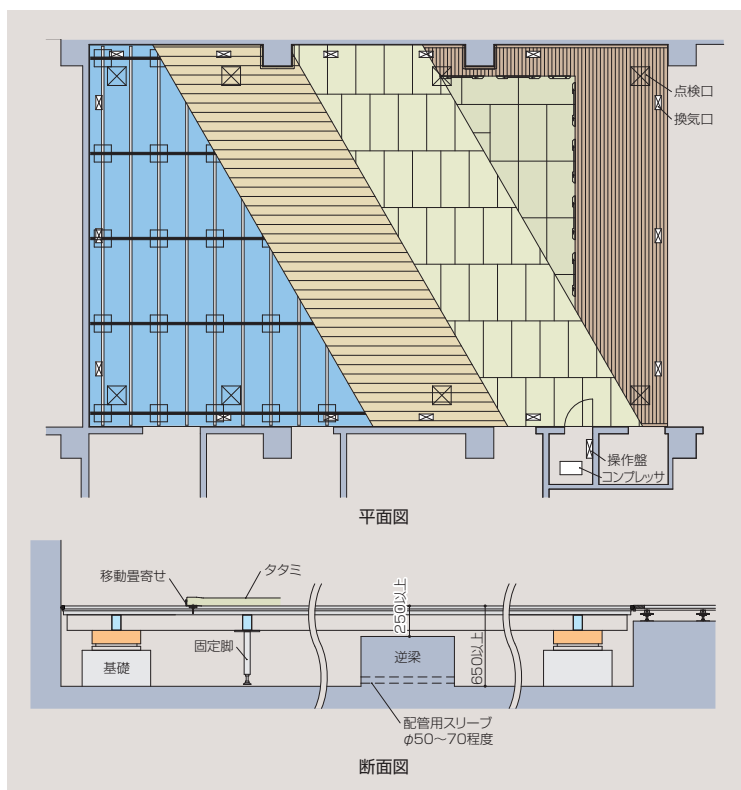 点検口
換気口
操作盤
コンプレッサ
平面図
移動畳寄せ
タタミ
250以上
固定脚
基礎
逆梁
650以上
配管用スリーブ
φ50〜70程度
断面図